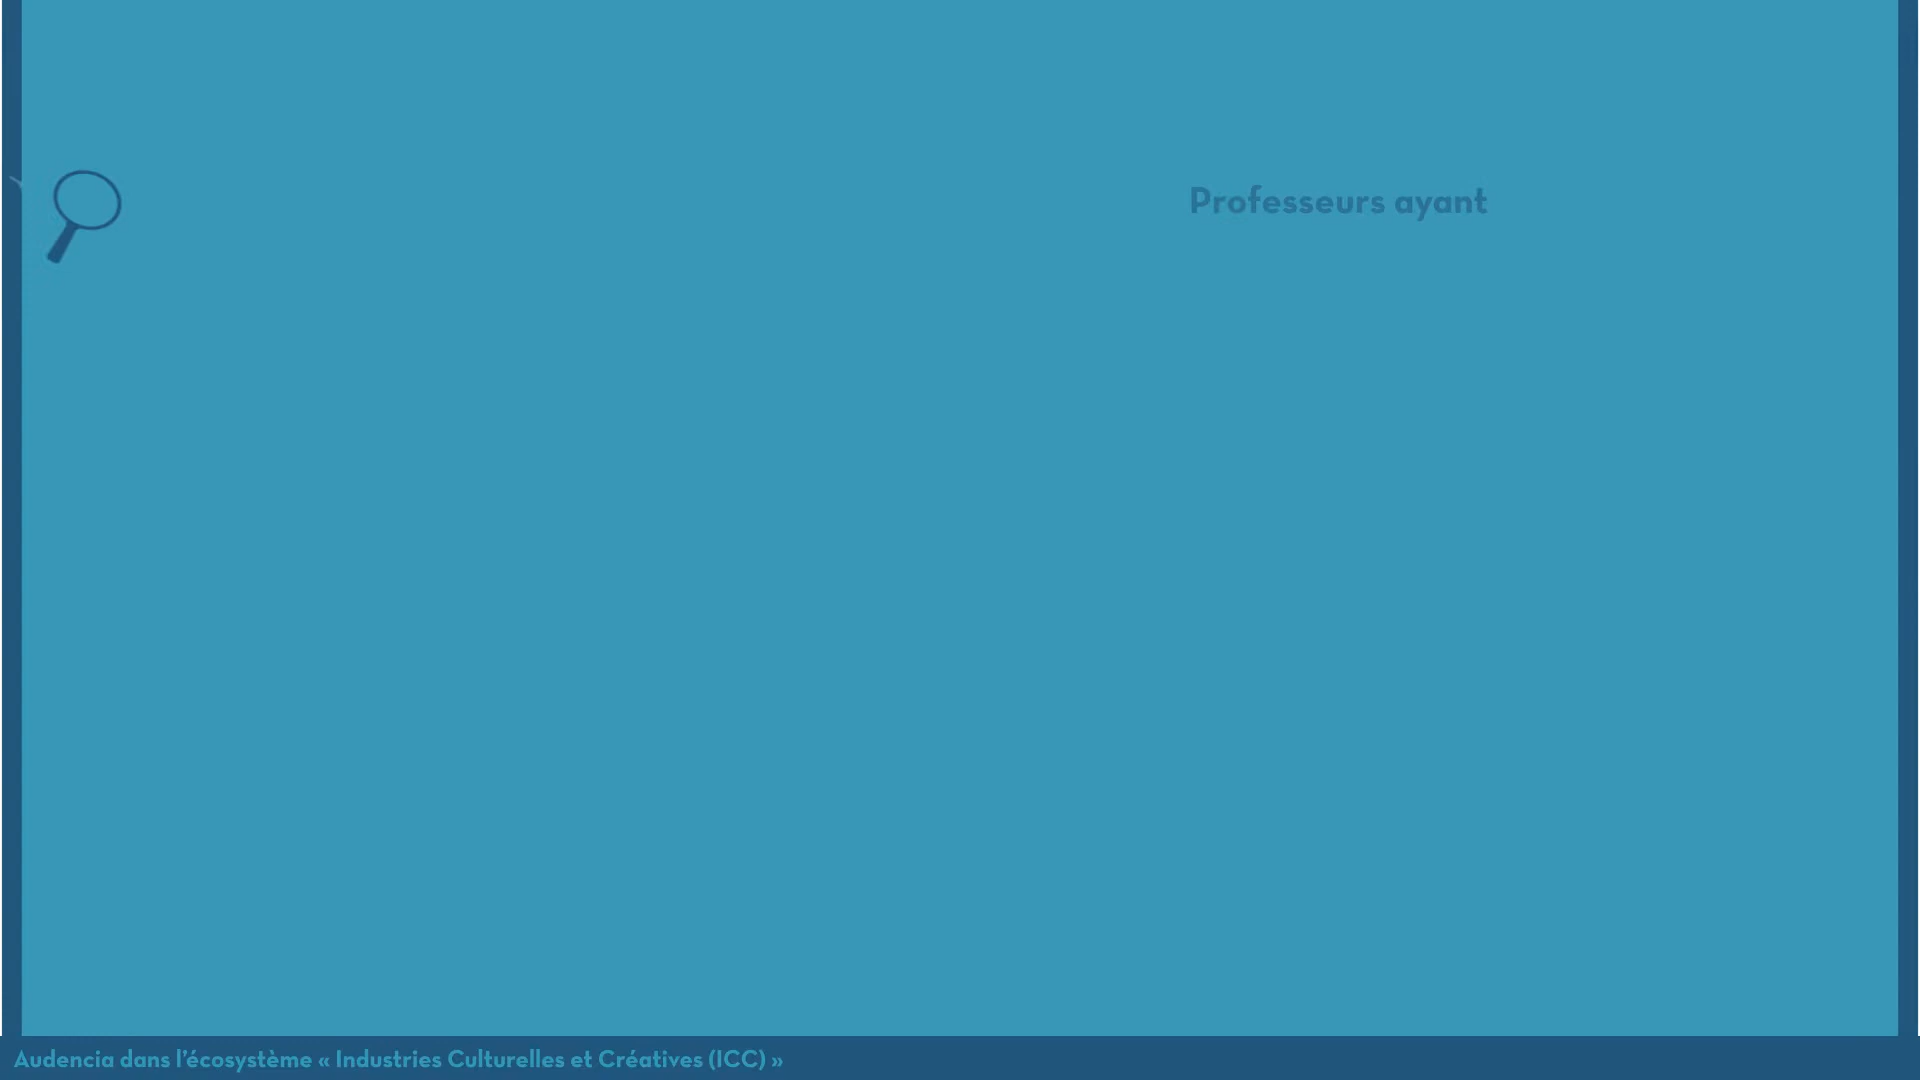 Professeurs ayant
Audencia dans l’écosystème « Industries Culturelles et Créatives (ICC) »